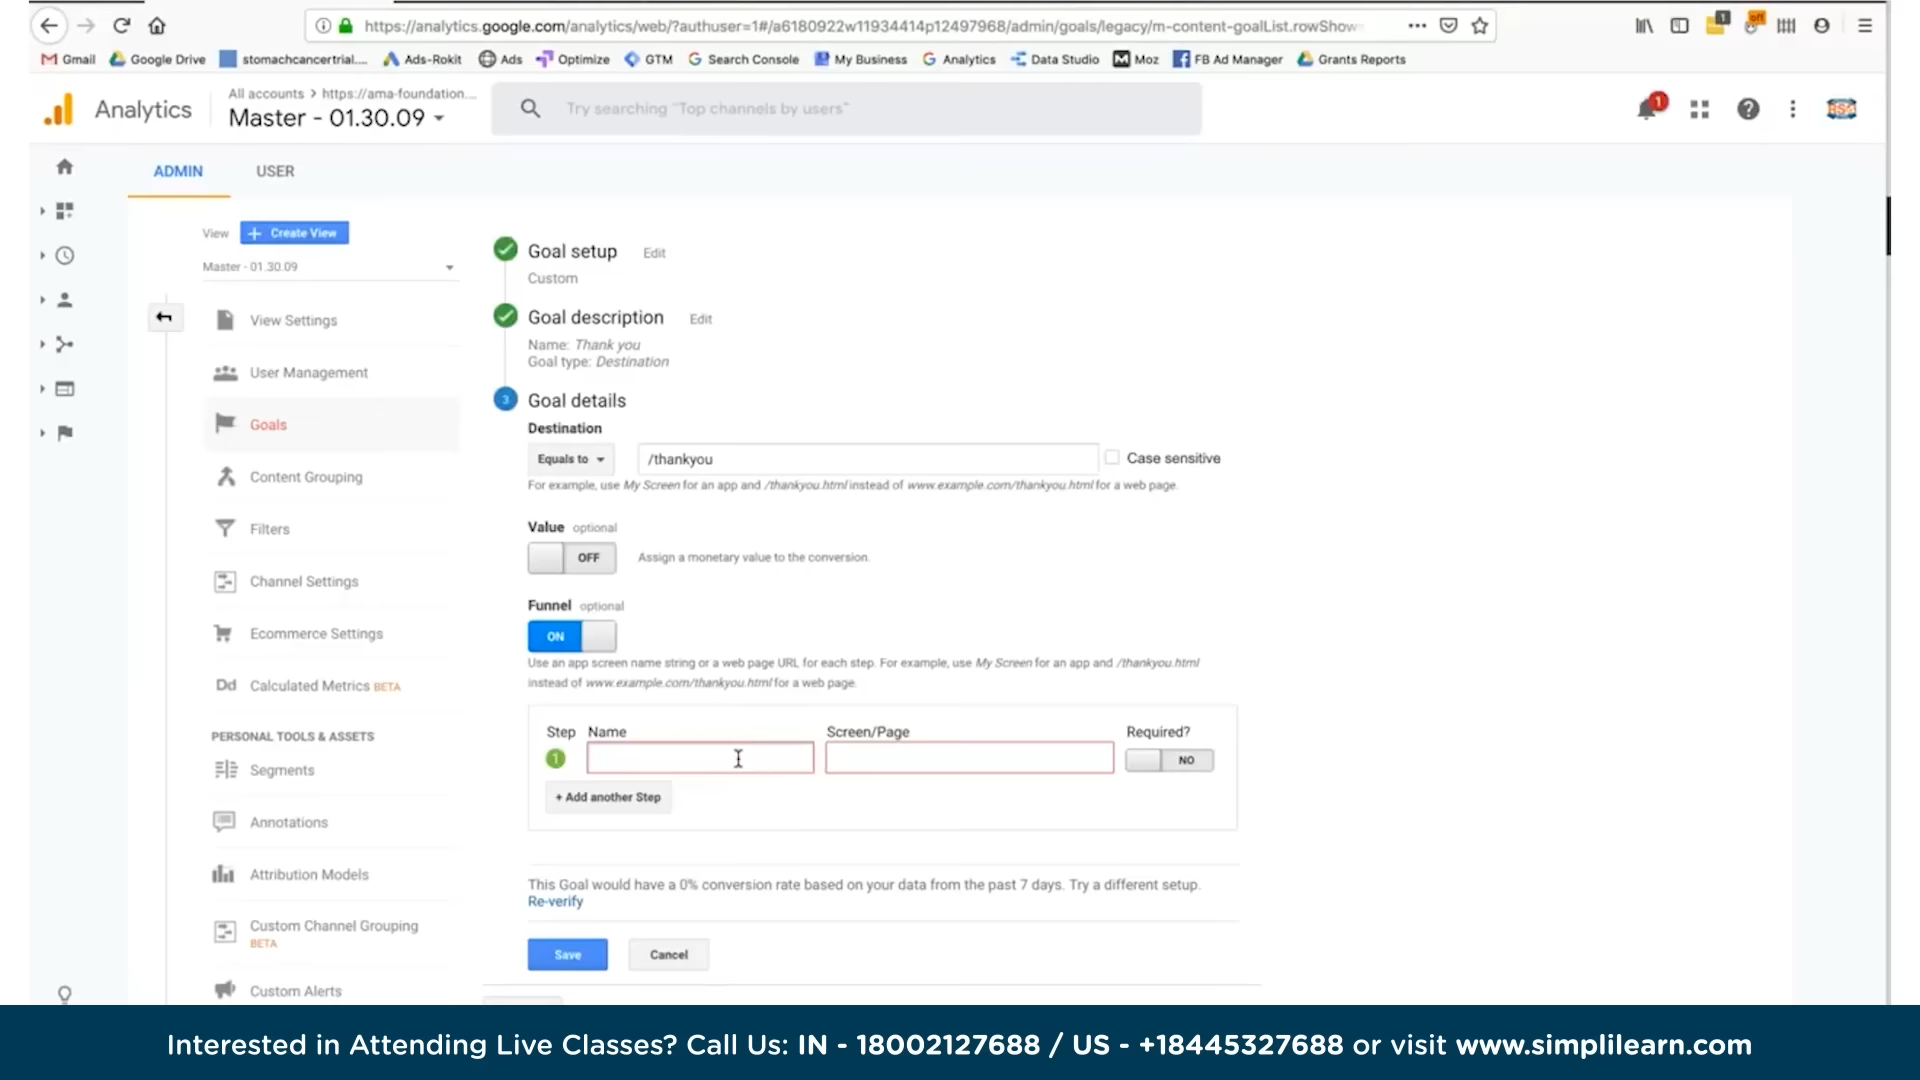 https://analytics.google.com/analytics/web/?authuser=1#/a6180922w11934414p12497968/admin/goals/legacy/m-content-goalList.rowShow
1
off
Gmail Google Drive stomachcancertrial.... Ads-Rokit Ads Optimize GTM Search Console My Business Analytics Data Studio Moz FB Ad Manager Grants Reports
Analytics
All accounts > https://ama-foundation....
Master - 01.30.09
Try searching "Top channels by users"
1
ADMIN USER
View + Create View
Master - 01.30.09
View Settings
User Management
Goals
Content Grouping
Filters
Channel Settings
Ecommerce Settings
Dd Calculated Metrics BETA
PERSONAL TOOLS & ASSETS
Segments
Annotations
Attribution Models
Custom Channel Grouping
BETA
Custom Alerts
Goal setup Edit
Custom
Goal description Edit
Name: Thank you
Goal type: Destination
3 Goal details
Destination
Equals to /thankyou Case sensitive
For example, use My Screen for an app and /thankyou.html instead of www.example.com/thankyou.html for a web page.
Value optional
OFF Assign a monetary value to the conversion.
Funnel optional
ON
Use an app screen name string or a web page URL for each step. For example, use My Screen for an app and /thankyou.html
instead of www.example.com/thankyou.html for a web page.
Step Name Screen/Page Required?
1 NO
+ Add another Step
This Goal would have a 0% conversion rate based on your data from the past 7 days. Try a different setup.
Re-verify
Save Cancel
Interested in Attending Live Classes? Call Us: IN - 18002127688 / US - +18445327688 or visit www.simplilearn.com